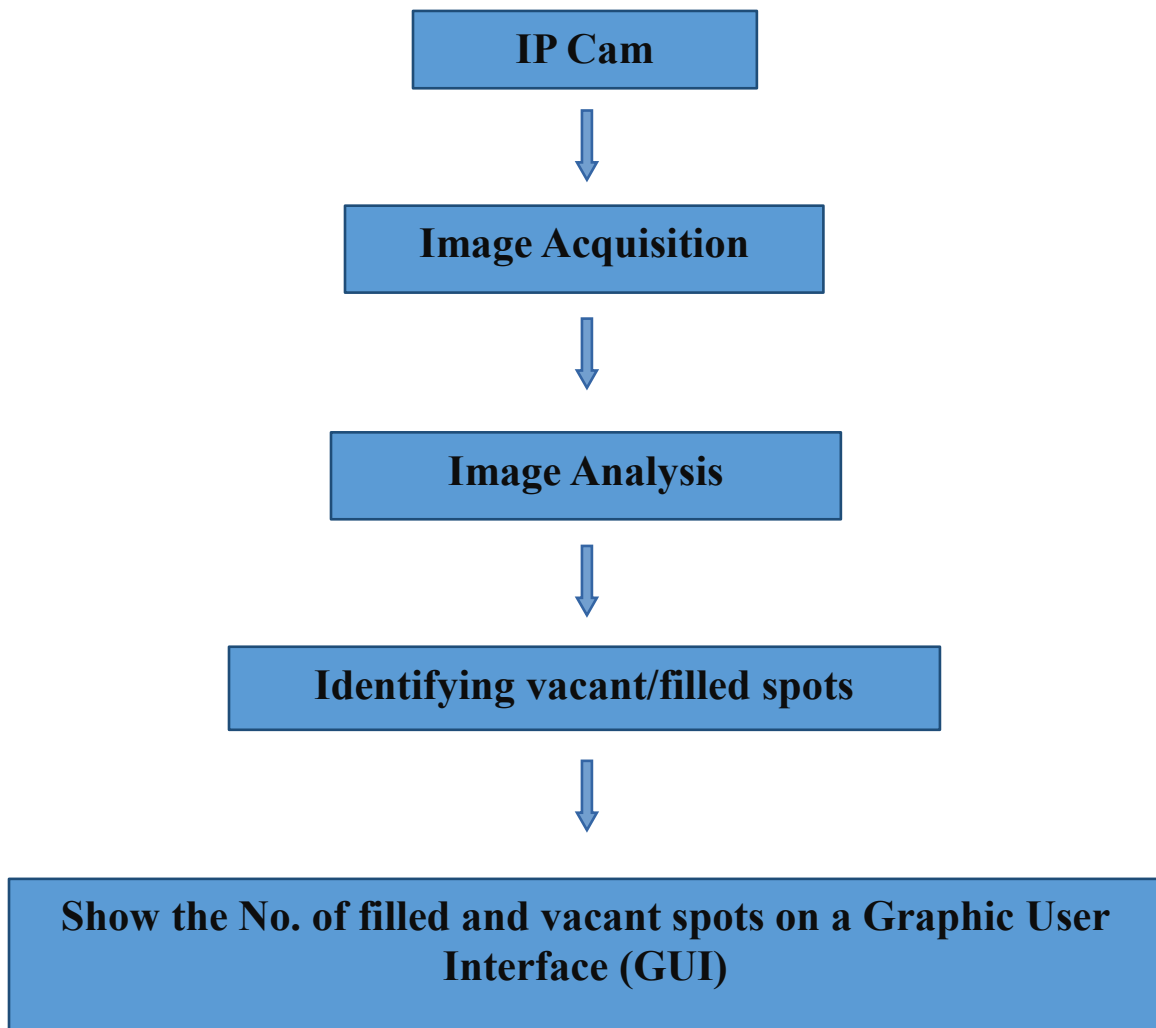 IP Cam
Image Acquisition
Image Analysis
Identifying vacant/filled spots
Show the No. of filled and vacant spots on a Graphic User
Interface (GUI)